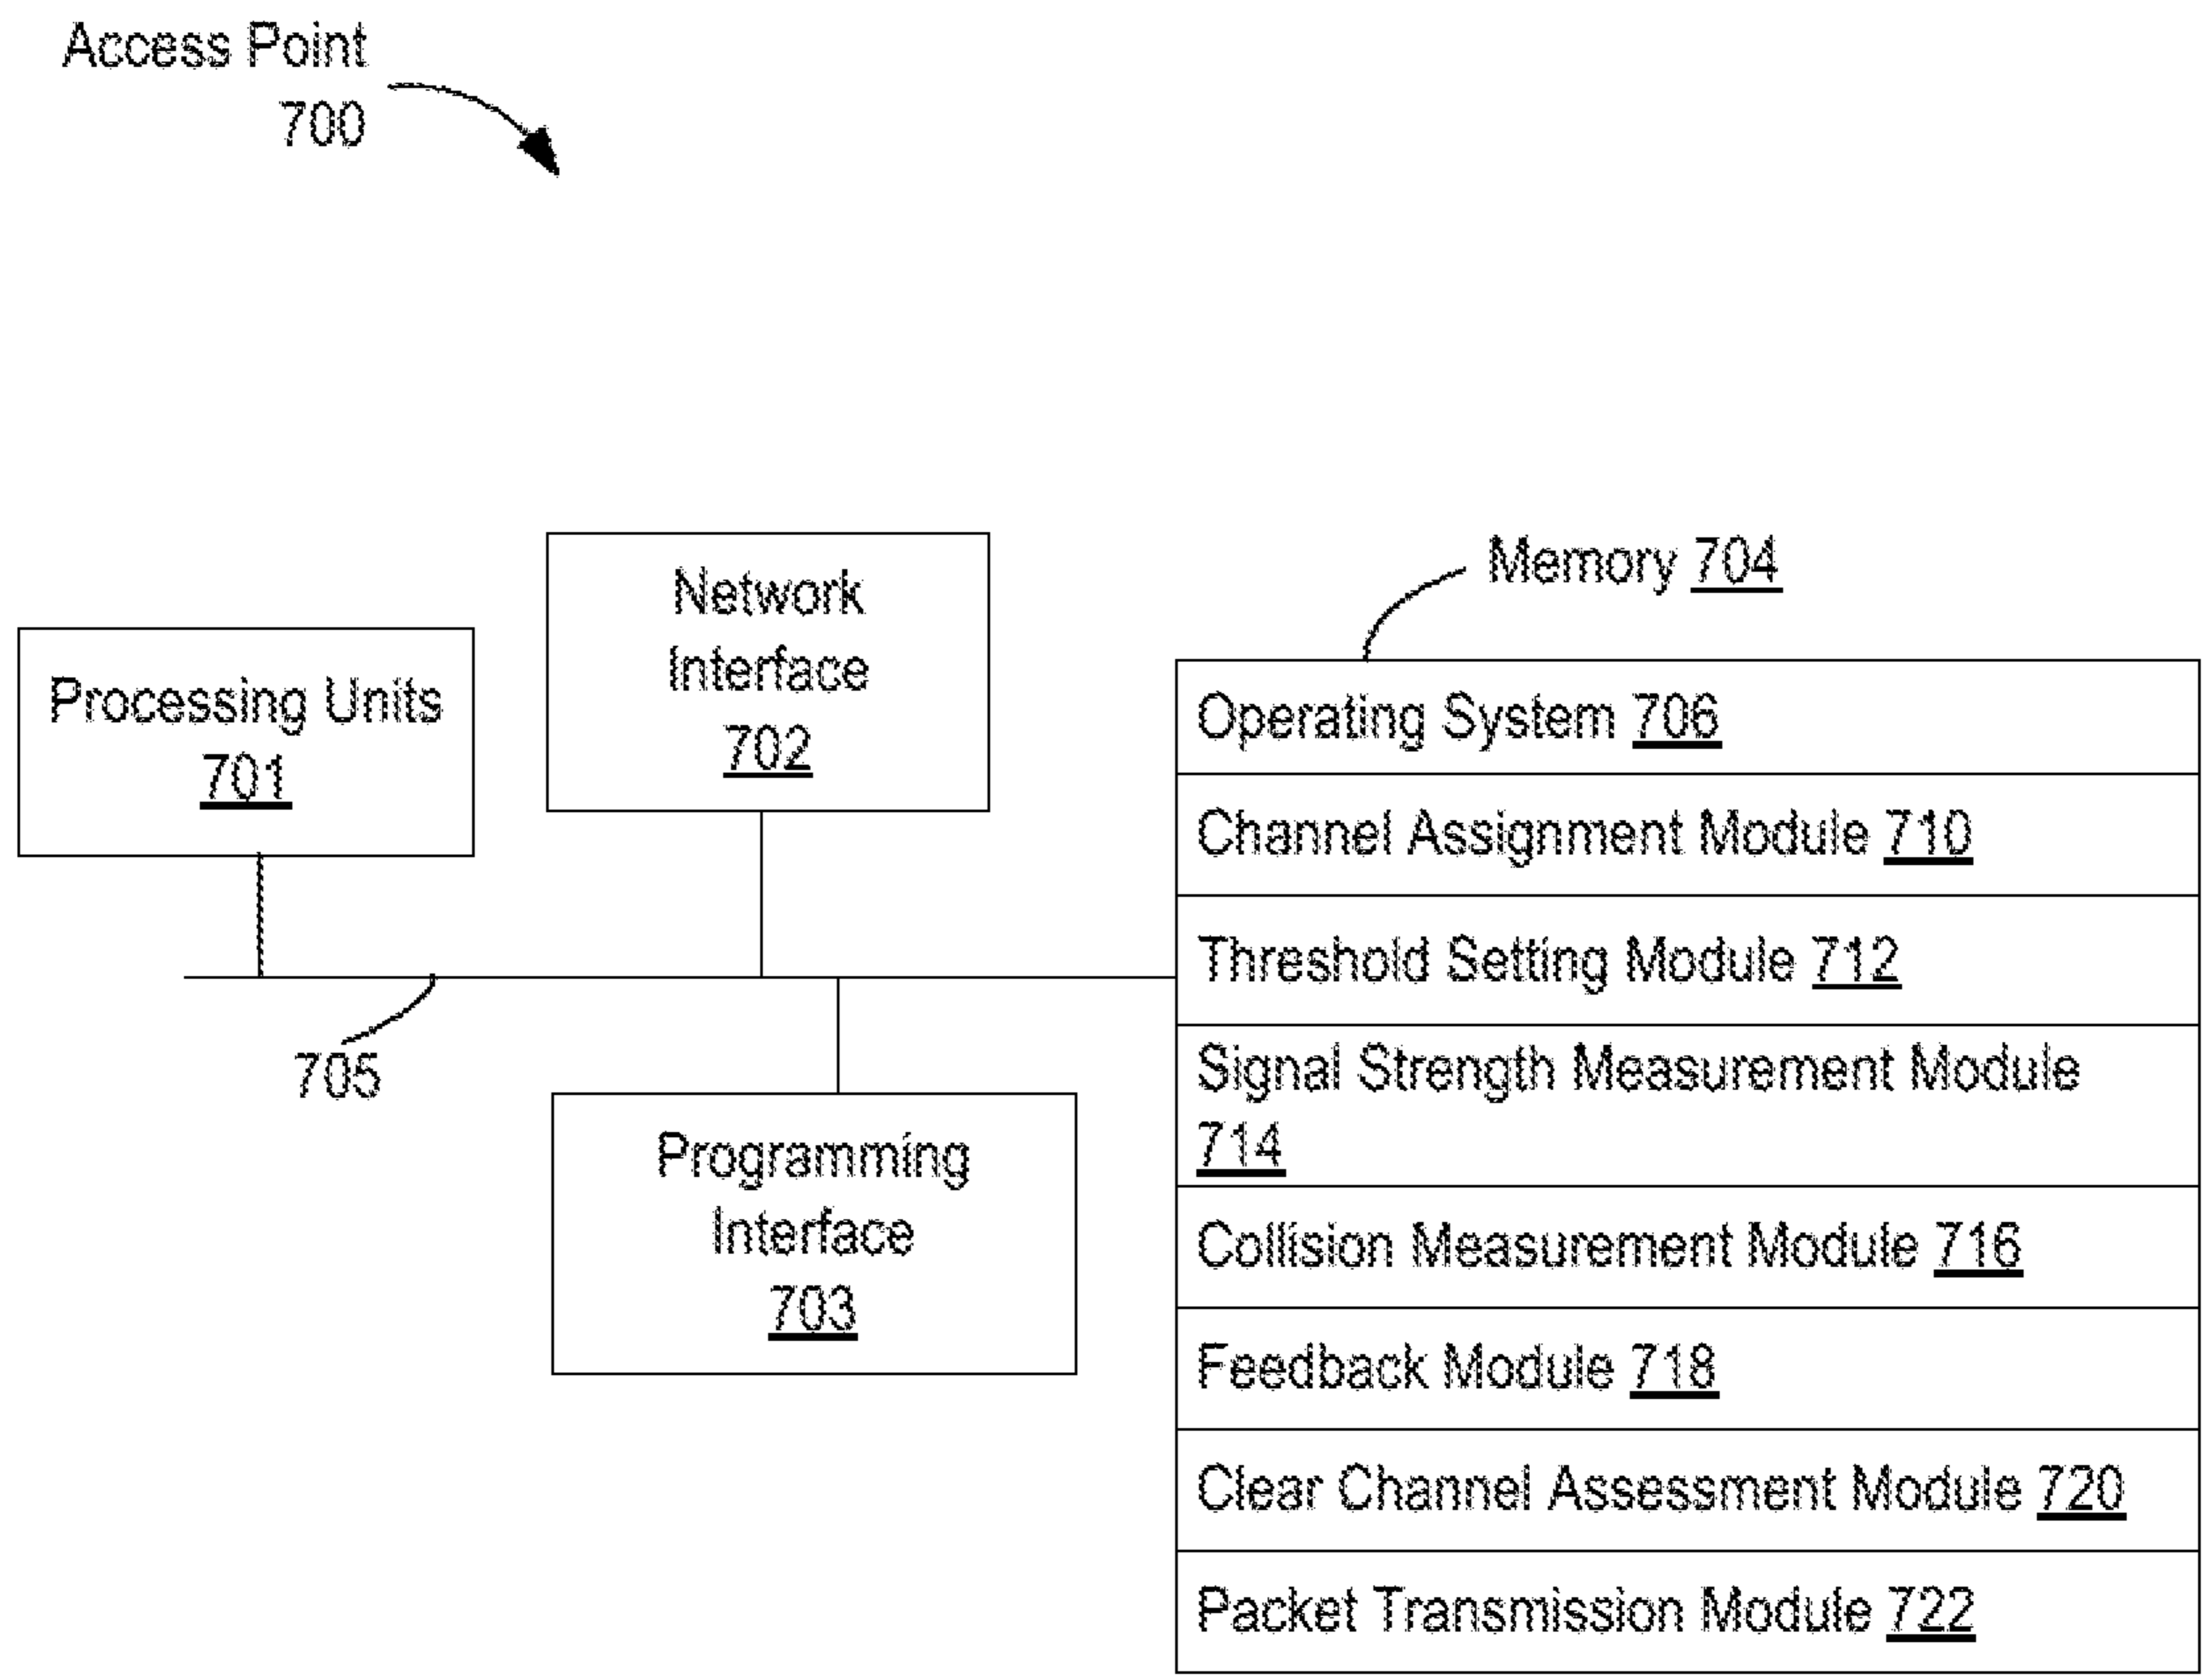 Access Point
700
Network
Interface
702
Memory 704
Processing Units
701
Operating System 706
Channel Assignment Module 710
Threshold Setting Module 712
705
Signal Strength Measurement Module
714
Programming
Interface
703
Collision Measurement Module 716
Feedback Module 718
Clear Channel Assessment Module 720
Packet Transmission Module 722